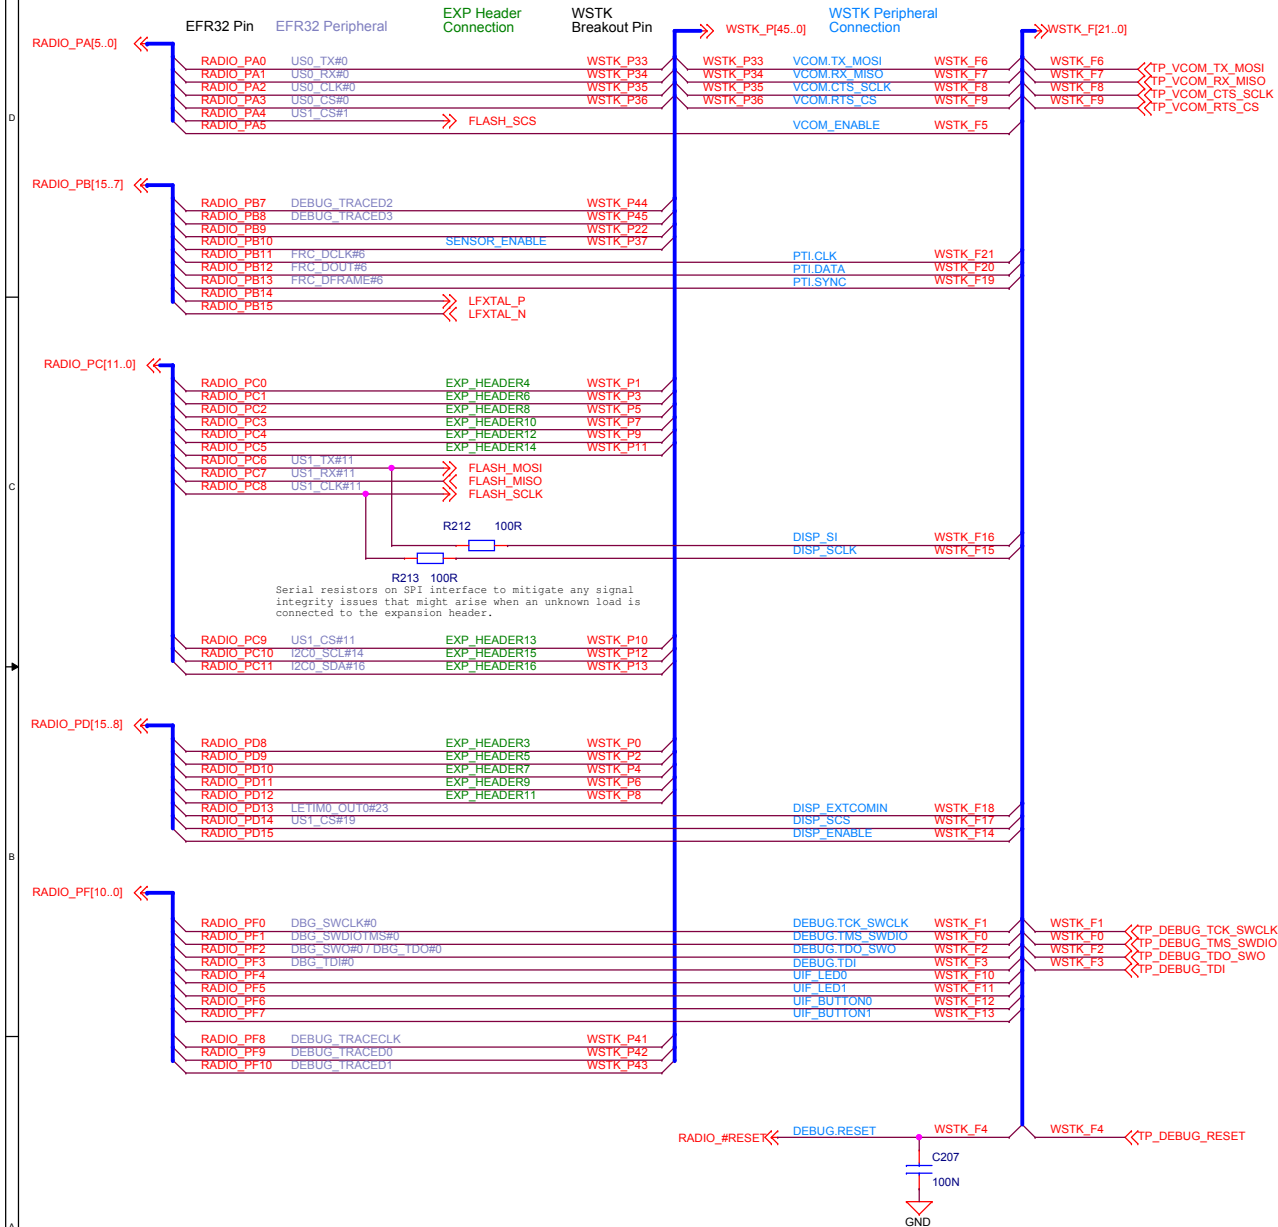 EFR32 Pin EFR32 Peripheral EXP Header Connection WSTK Breakout Pin WSTK Peripheral Connection
WSTK_P[45..0] WSTK_F[21..0]
RADIO_PA[5..0]
RADIO_PA0 US0_TX#0 WSTK_P33 WSTK_P33 VCOM.TX_MOSI WSTK_F6 WSTK_F6 TP_VCOM_TX_MOSI
RADIO_PA1 US0_RX#0 WSTK_P34 WSTK_P34 VCOM.RX_MISO WSTK_F7 WSTK_F7 TP_VCOM_RX_MISO
RADIO_PA2 US0_CLK#0 WSTK_P35 WSTK_P35 VCOM.CTS_SCLK WSTK_F8 WSTK_F8 TP_VCOM_CTS_SCLK
RADIO_PA3 US0_CS#0 WSTK_P36 WSTK_P36 VCOM.RTS_CS WSTK_F9 WSTK_F9 TP_VCOM_RTS_CS
RADIO_PA4 US1_CS#1 FLASH_SCS
RADIO_PA5 VCOM_ENABLE WSTK_F5
D
RADIO_PB[15..7]
RADIO_PB7 DEBUG_TRACED2 WSTK_P44
RADIO_PB8 DEBUG_TRACED3 WSTK_P45
RADIO_PB9 WSTK_P22
RADIO_PB10 SENSOR_ENABLE WSTK_P37
RADIO_PB11 FRC_DCLK#6 PTI.CLK WSTK_F21
RADIO_PB12 FRC_DOUT#6 PTI.DATA WSTK_F20
RADIO_PB13 FRC_DFRAME#6 PTI.SYNC WSTK_F19
RADIO_PB14 LFXTAL_P
RADIO_PB15 LFXTAL_N
RADIO_PC[11..0]
RADIO_PC0 EXP_HEADER4 WSTK_P1
RADIO_PC1 EXP_HEADER6 WSTK_P3
RADIO_PC2 EXP_HEADER8 WSTK_P5
RADIO_PC3 EXP_HEADER10 WSTK_P7
RADIO_PC4 EXP_HEADER12 WSTK_P9
RADIO_PC5 EXP_HEADER14 WSTK_P11
RADIO_PC6 US1_TX#11 FLASH_MOSI
RADIO_PC7 US1_RX#11 FLASH_MISO
RADIO_PC8 US1_CLK#11 FLASH_SCLK
C
R212 100R DISP_SI WSTK_F16
DISP_SCLK WSTK_F15
R213 100R
Serial resistors on SPI interface to mitigate any signal
integrity issues that might arise when an unknown load is
connected to the expansion header.
RADIO_PC9 US1_CS#11 EXP_HEADER13 WSTK_P10
RADIO_PC10 I2C0_SCL#14 EXP_HEADER15 WSTK_P12
RADIO_PC11 I2C0_SDA#16 EXP_HEADER16 WSTK_P13
RADIO_PD[15..8]
RADIO_PD8 EXP_HEADER3 WSTK_P0
RADIO_PD9 EXP_HEADER5 WSTK_P2
RADIO_PD10 EXP_HEADER7 WSTK_P4
RADIO_PD11 EXP_HEADER9 WSTK_P6
RADIO_PD12 EXP_HEADER11 WSTK_P8
RADIO_PD13 LETIM0_OUT0#23 DISP_EXTCOMIN WSTK_F18
RADIO_PD14 US1_CS#19 DISP_SCS WSTK_F17
RADIO_PD15 DISP_ENABLE WSTK_F14
B
RADIO_PF[10..0]
RADIO_PF0 DBG_SWCLK#0 DEBUG.TCK_SWCLK WSTK_F1 WSTK_F1 TP_DEBUG_TCK_SWCLK
RADIO_PF1 DBG_SWDIOTMS#0 DEBUG.TMS_SWDIO WSTK_F0 WSTK_F0 TP_DEBUG_TMS_SWDIO
RADIO_PF2 DBG_SWO#0 / DBG_TDO#0 DEBUG.TDO_SWO WSTK_F2 WSTK_F2 TP_DEBUG_TDO_SWO
RADIO_PF3 DBG_TDI#0 DEBUG.TDI WSTK_F3 WSTK_F3 TP_DEBUG_TDI
RADIO_PF4 UIF_LED0 WSTK_F10
RADIO_PF5 UIF_LED1 WSTK_F11
RADIO_PF6 UIF_BUTTON0 WSTK_F12
RADIO_PF7 UIF_BUTTON1 WSTK_F13
RADIO_PF8 DEBUG_TRACECLK WSTK_P41
RADIO_PF9 DEBUG_TRACED0 WSTK_P42
RADIO_PF10 DEBUG_TRACED1 WSTK_P43
RADIO_#RESET DEBUG.RESET WSTK_F4 WSTK_F4 TP_DEBUG_RESET
C207
100N
GND
A